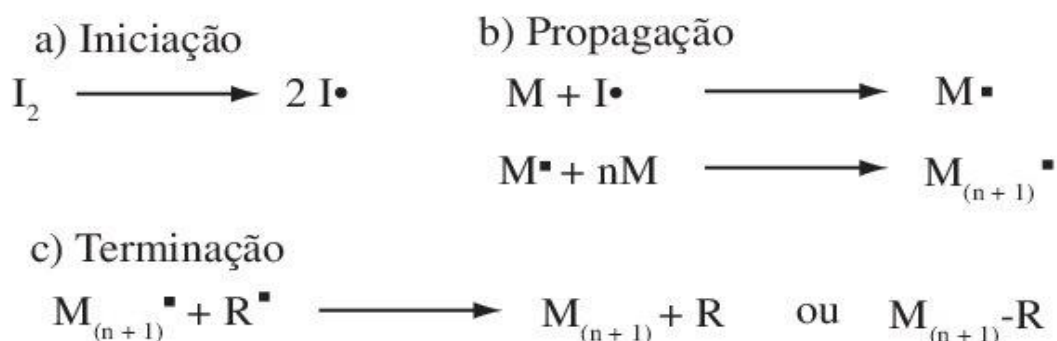 a) Iniciação
I₂ ⟶ 2 I•
b) Propagação
M + I• ⟶ M▪
M▪ + nM ⟶ M₍ₙ ₊ ₁₎▪
c) Terminação
M₍ₙ ₊ ₁₎▪ + R▪ ⟶ M₍ₙ ₊ ₁₎ + R ou M₍ₙ ₊ ₁₎-R